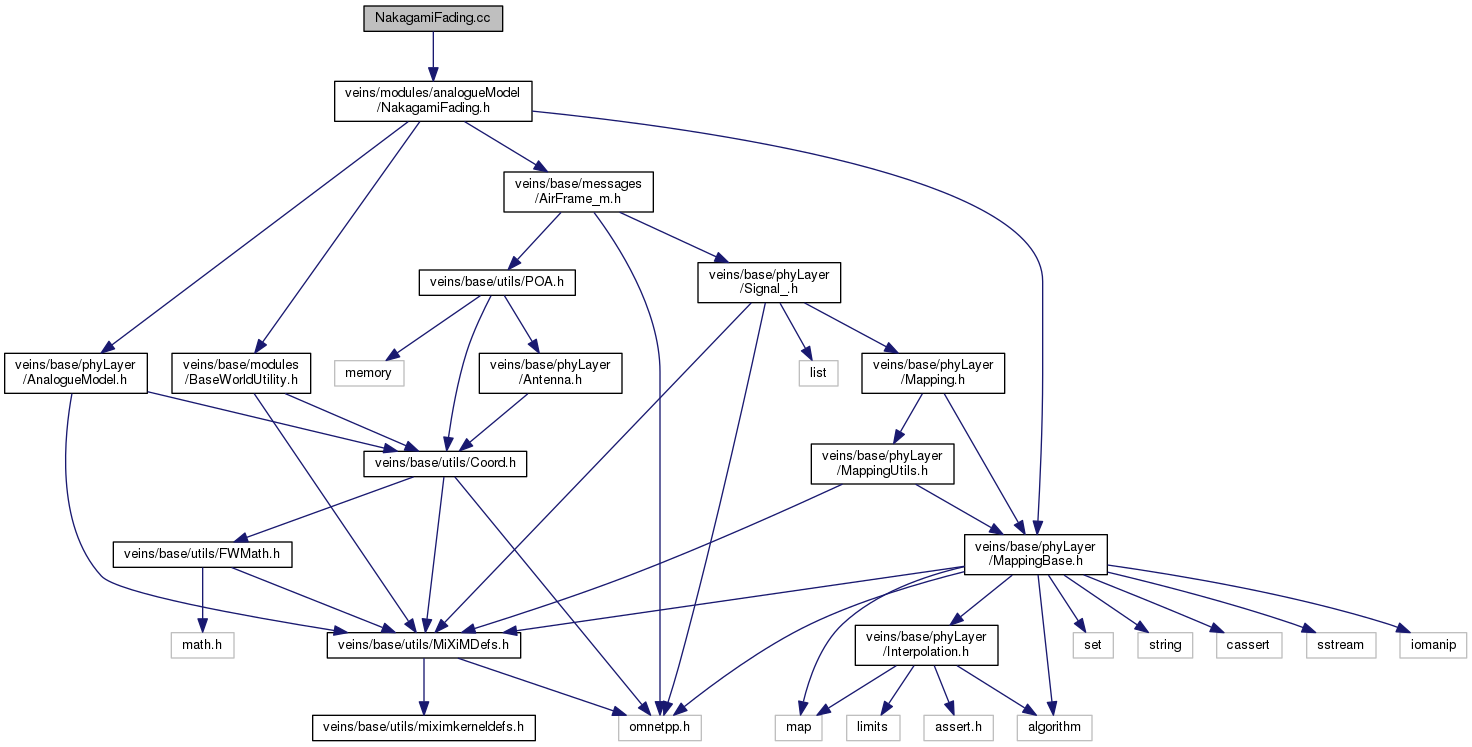 NakagamiFading.cc
veins/modules/analogueModel
/NakagamiFading.h
veins/base/messages
/AirFrame_m.h
veins/base/utils/POA.h
veins/base/phyLayer
/Signal_.h
veins/base/phyLayer
/AnalogueModel.h
veins/base/modules
/BaseWorldUtility.h
memory
veins/base/phyLayer
/Antenna.h
list
veins/base/phyLayer
/Mapping.h
veins/base/utils/Coord.h
veins/base/phyLayer
/MappingUtils.h
veins/base/utils/FWMath.h
veins/base/phyLayer
/MappingBase.h
math.h
veins/base/utils/MiXiMDefs.h
veins/base/phyLayer
/Interpolation.h
set
string
cassert
sstream
iomanip
veins/base/utils/miximkerneldefs.h
omnetpp.h
map
limits
assert.h
algorithm